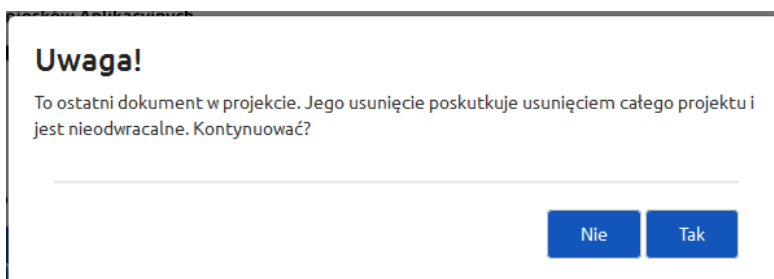 Uwaga!
To ostatni dokument w projekcie. Jego usunięcie poskutkuje usunięciem całego projektu i
jest nieodwracalne. Kontynuować?
Nie Tak